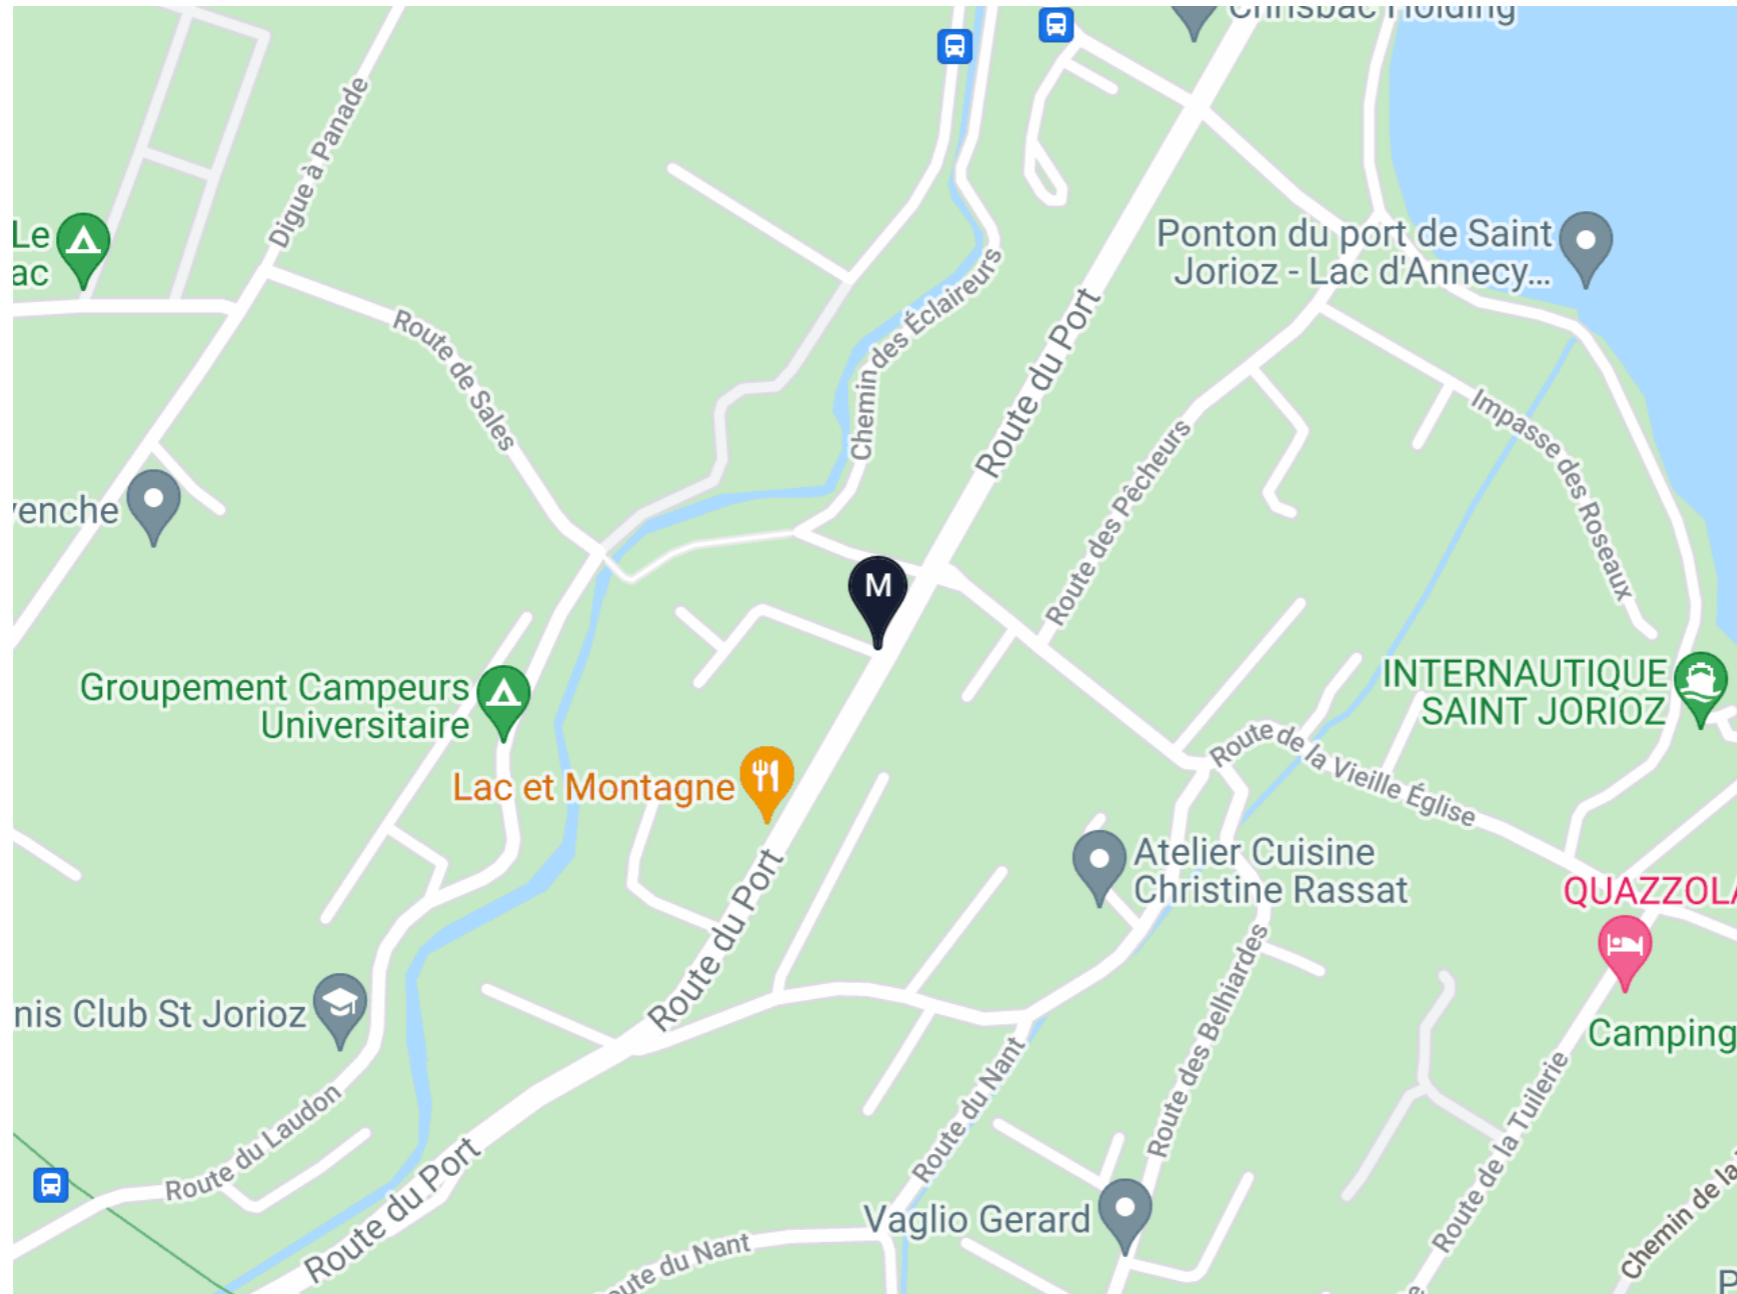 Chrisbac Holding
Digue à Panade
Le
ac
Ponton du port de Saint
Jorioz - Lac d'Annecy...
Route de Sales
Chemin des Éclaireurs
Route du Port
Route des Pêcheurs
Impasse des Roseaux
venche
M
Groupement Campeurs
Universitaire
INTERNAUTIQUE
SAINT JORIOZ
Lac et Montagne
Route de la Vieille Église
Atelier Cuisine
Christine Rassat
QUAZZOLA
Route du Port
nis Club St Jorioz
Route des Belhiardes
Camping
Route du Nant
Route de la Tuilerie
Route du Laudon
Route du Port
Vaglio Gerard
Chemin de la
oute du Nant
P
e